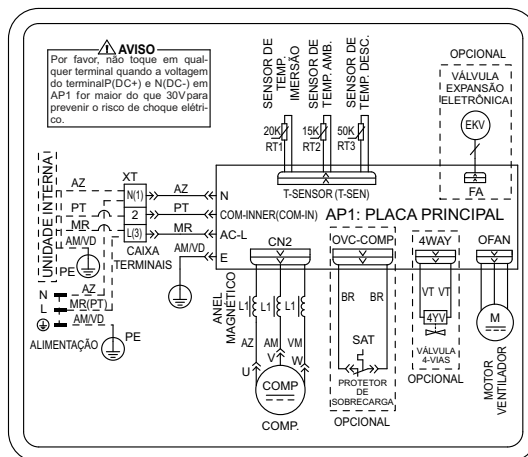 AVISO
Por favor, não toque em qual-
quer terminal quando a voltagem
do terminalP(DC+) e N(DC-) em
AP1 for maior do que 30V para
prevenir o risco de choque elétri-
co.
SENSOR DE
TEMP.
IMERSÃO
SENSOR DE
TEMP. AMB.
SENSOR DE
TEMP. DESC.
20K
RT1
15K
RT2
50K
RT3
OPCIONAL
VÁLVULA
EXPANSÃO
ELETRÔNICA
EKV
FA
T-SENSOR (T-SEN)
UNIDADE INTERNA
AZ
PT
MR
AM/VD
PE
XT
N(1)
2
L(3)
CAIXA
TERMINAIS
AZ
PT
MR
AM/VD
N
COM-INNER(COM-IN)
AC-L
E
AP1: PLACA PRINCIPAL
CN2
OVC-COMP
4WAY
OFAN
N
L
AZ
MR(PT)
AM/VD
PE
ALIMENTAÇÃO
ANEL
MAGNÉTICO
L1
L1
L1
AZ
AM
VM
U
V
W
COMP
COMP.
BR
BR
SAT
PROTETOR
DE
SOBRECARGA
OPCIONAL
VT
VT
4YV
VÁLVULA
4-VIAS
OPCIONAL
M
MOTOR
VENTILADOR